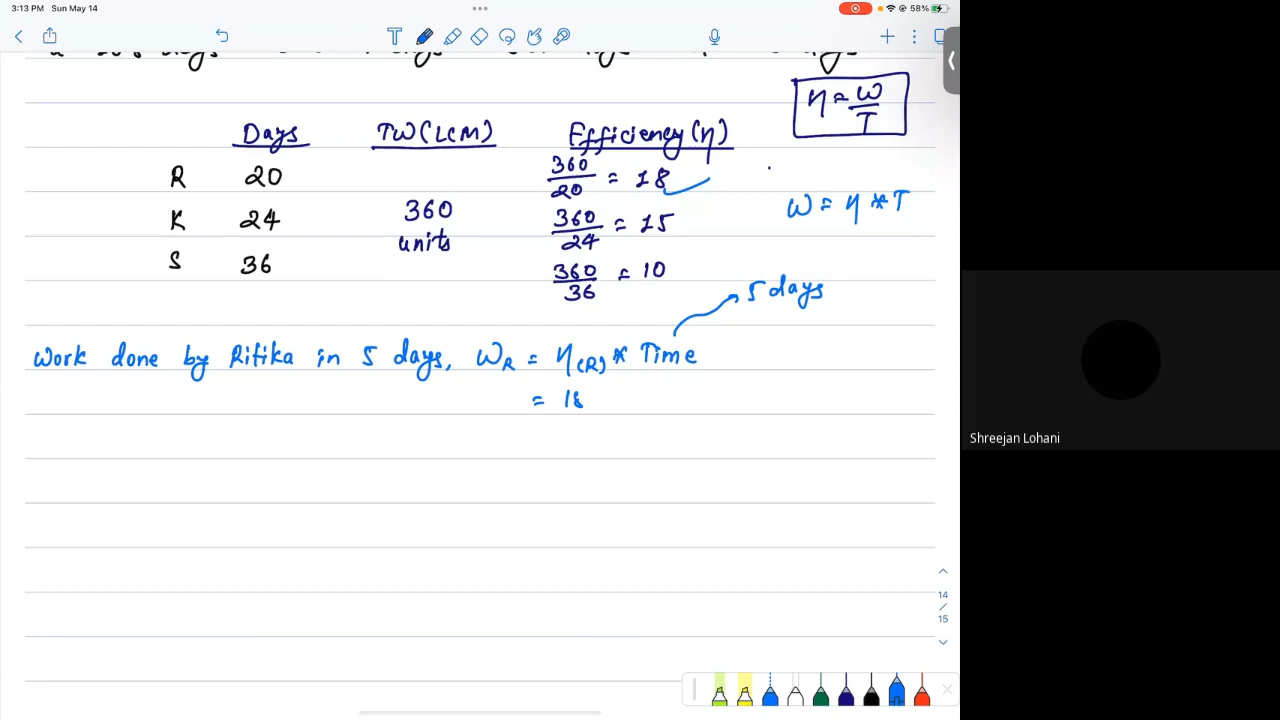 3:13 PM Sun May 14
58%
days
Days TW(LCM) Efficiency(η) η = W/T
R 20 360/20 = 18
K 24 360 units 360/24 = 15 W = η * T
S 36 360/36 = 10
5 days
Work done by Ritika in 5 days, WR = η(R) * Time
= 18
Shreejan Lohani
14
/
15